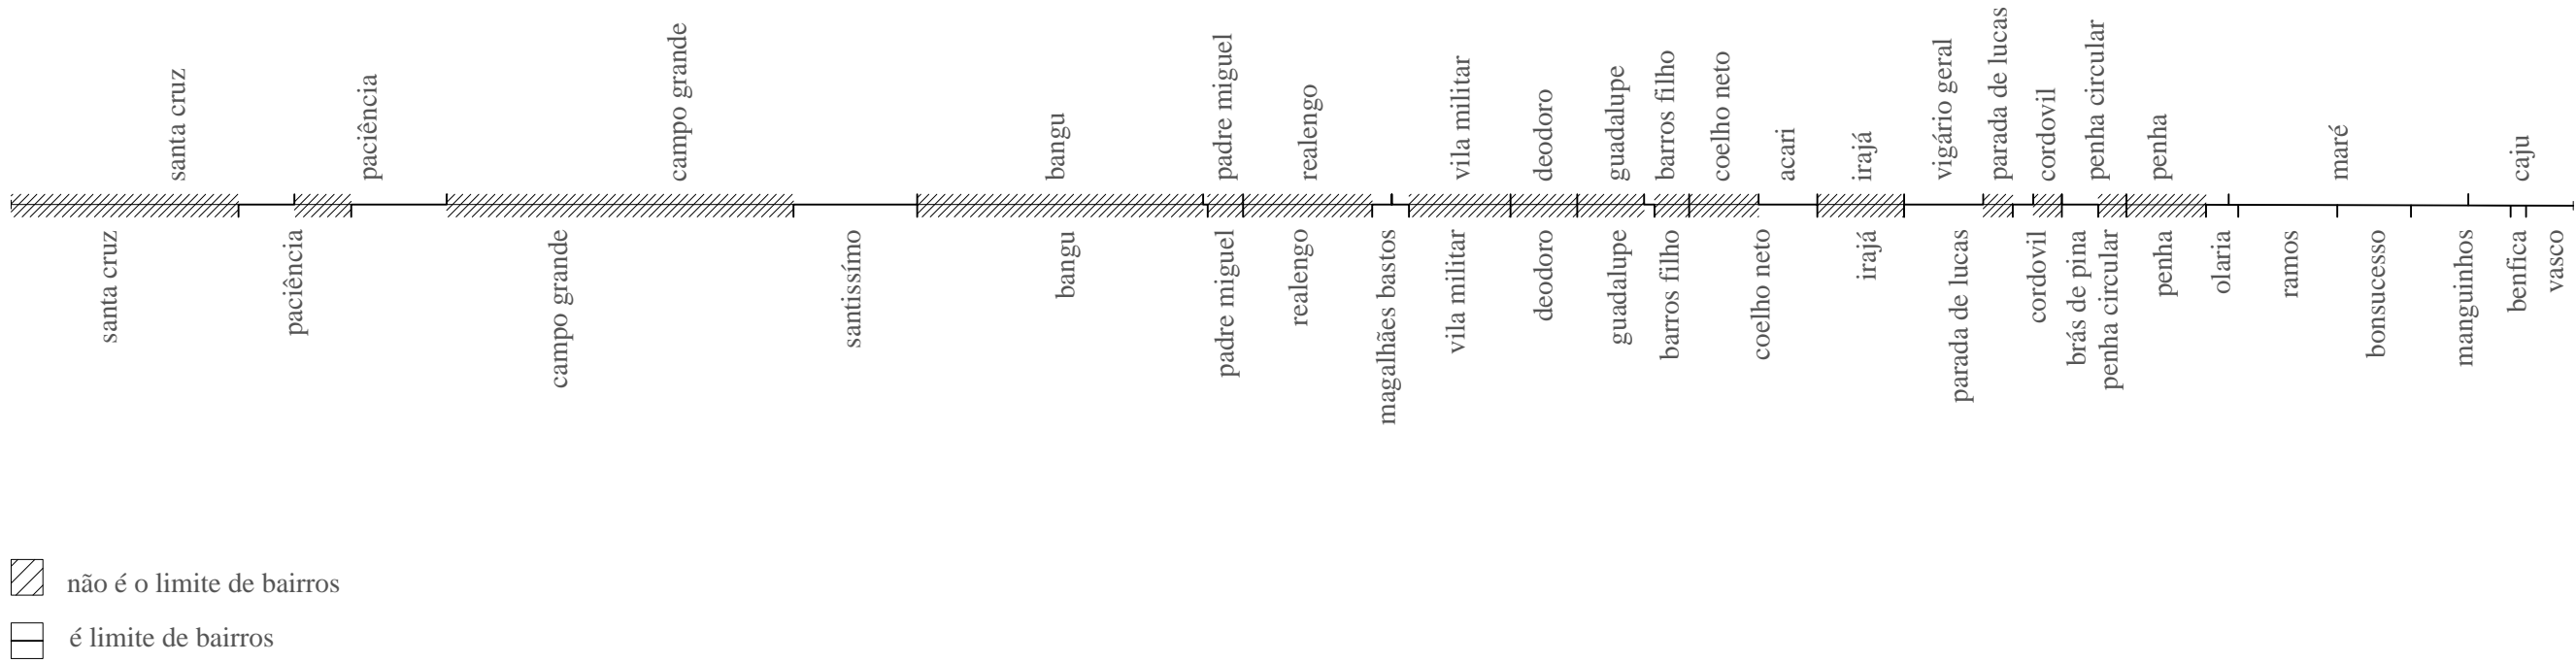 santa cruz
paciência
campo grande
bangu
padre miguel
realengo
vila militar
deodoro
guadalupe
barros filho
coelho neto
acari
irajá
vigário geral
parada de lucas
cordovil
penha circular
penha
maré
caju
santa cruz
paciência
campo grande
santissímo
bangu
padre miguel
realengo
magalhães bastos
vila militar
deodoro
guadalupe
barros filho
coelho neto
irajá
parada de lucas
cordovil
brás de pina
penha circular
penha
olaria
ramos
bonsucesso
manguinhos
benfica
vasco
não é o limite de bairros
é limite de bairros